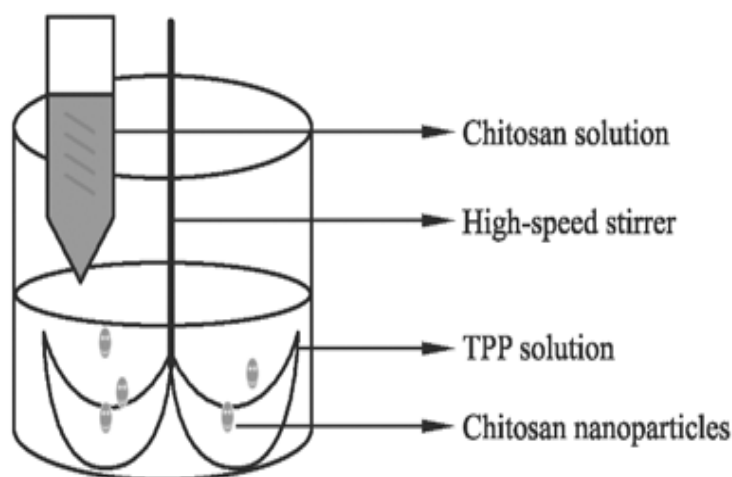 Chitosan solution
High-speed stirrer
TPP solution
Chitosan nanoparticles